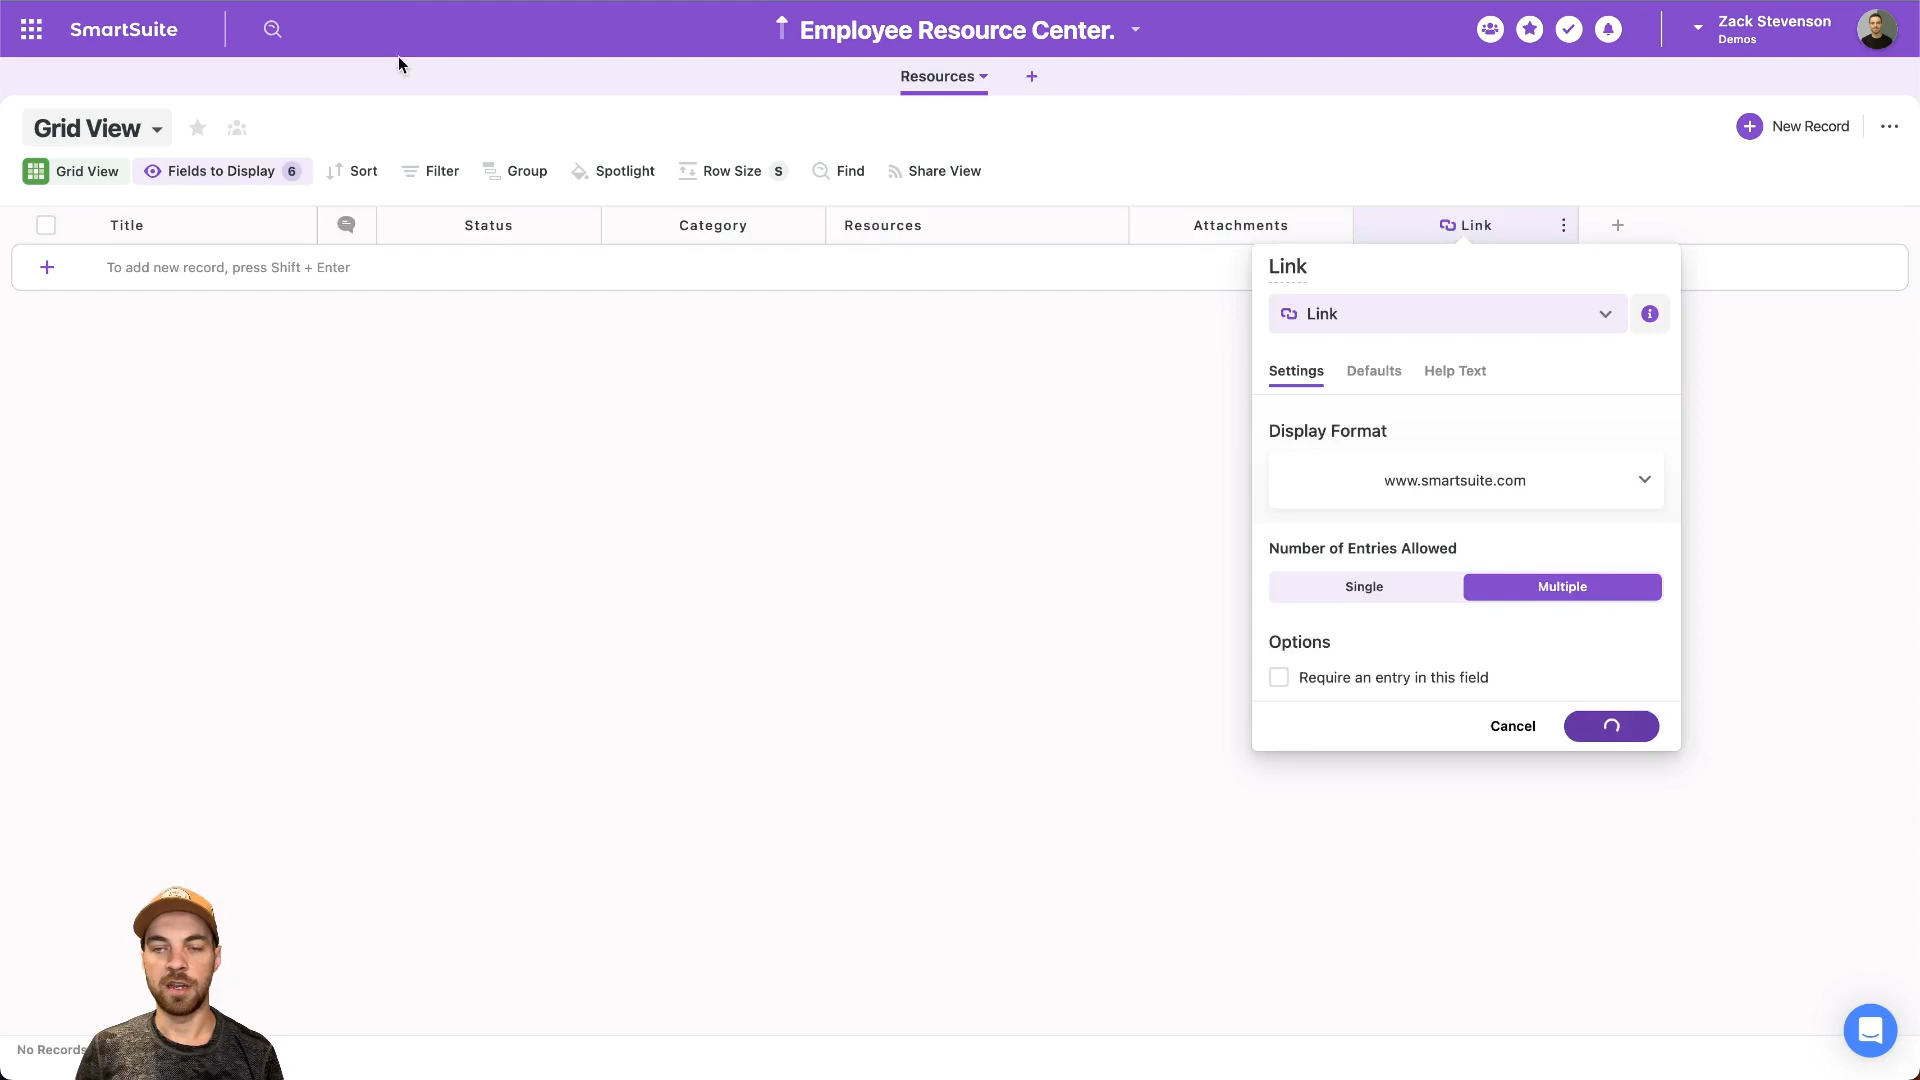 SmartSuite
Employee Resource Center.
Zack Stevenson
Demos
Resources
Grid View
New Record
Grid View
Fields to Display 6
Sort
Filter
Group
Spotlight
Row Size S
Find
Share View
Title
Status
Category
Resources
Attachments
Link
To add new record, press Shift + Enter
Link
Link
Settings
Defaults
Help Text
Display Format
www.smartsuite.com
Number of Entries Allowed
Single
Multiple
Options
Require an entry in this field
Cancel
No Records